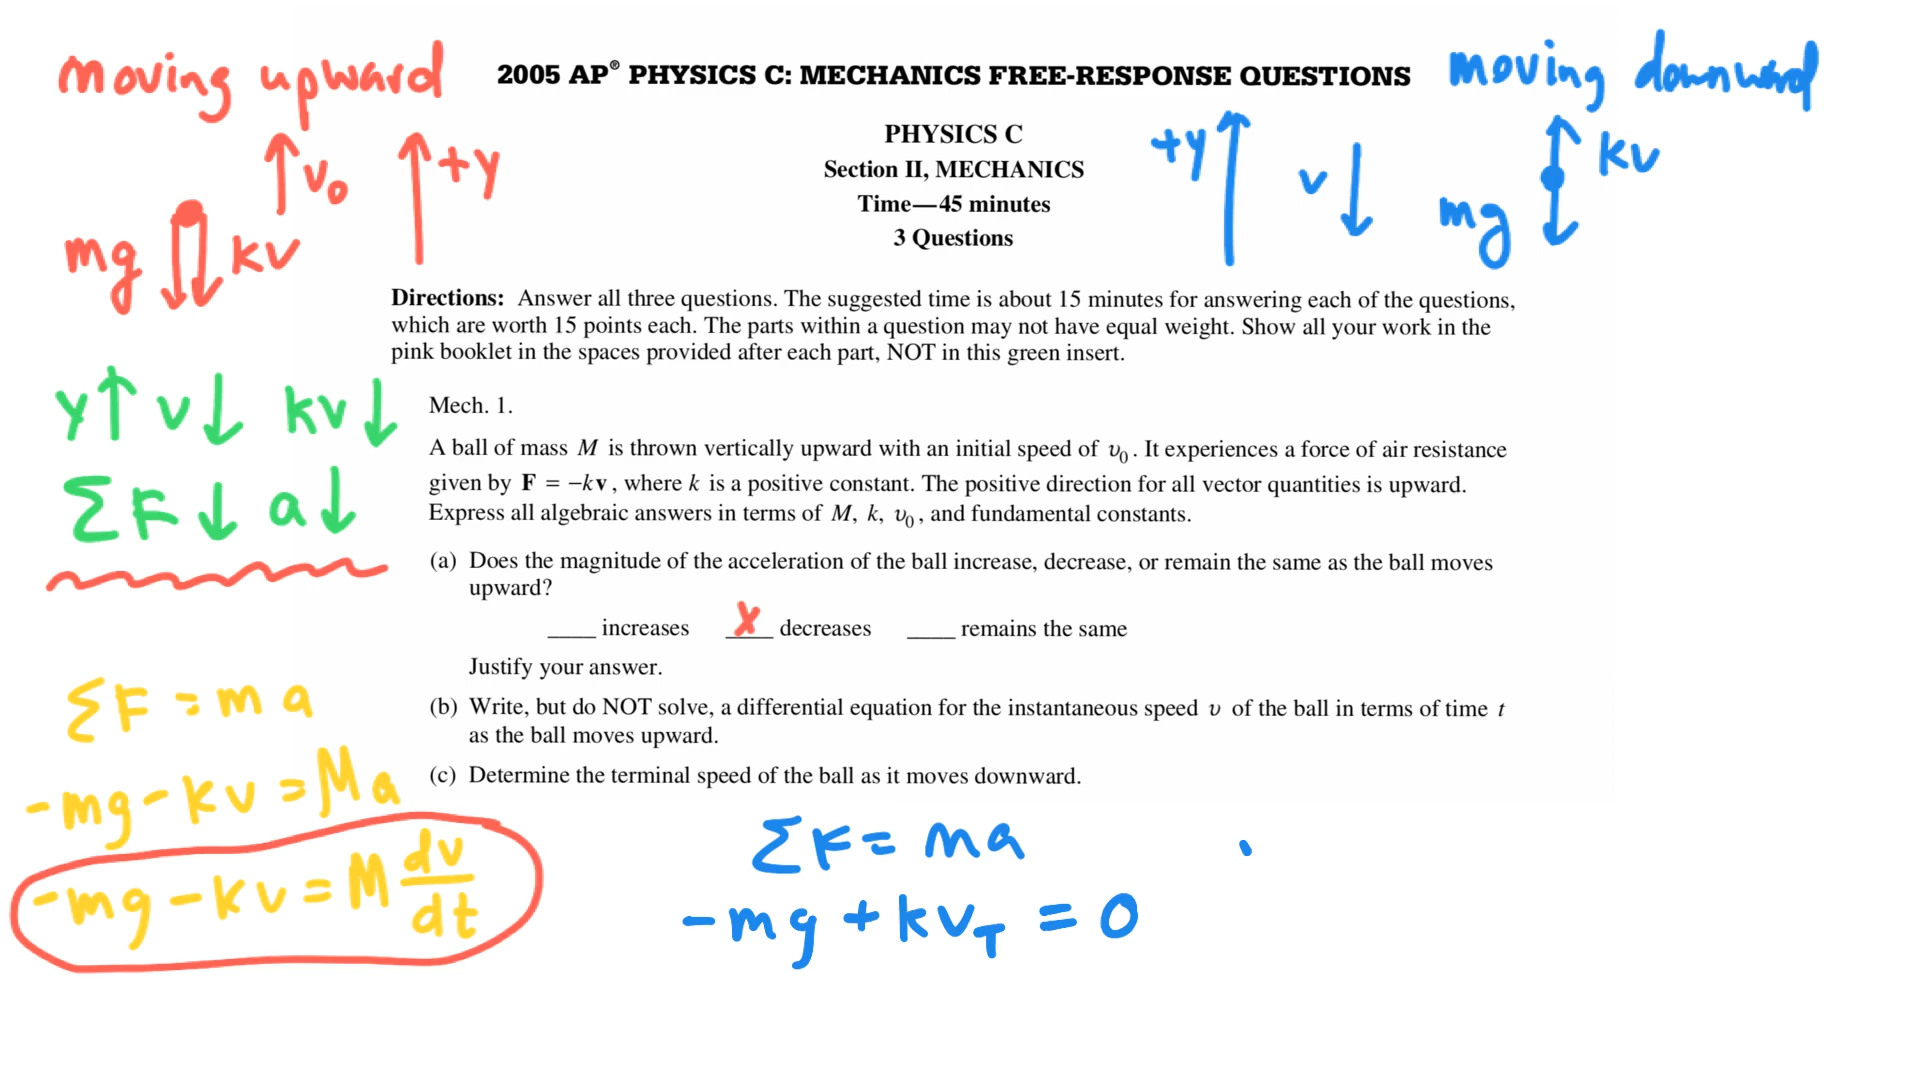 moving upward
2005 AP® PHYSICS C: MECHANICS FREE-RESPONSE QUESTIONS
moving downward
PHYSICS C
Section II, MECHANICS
Time—45 minutes
3 Questions
v₀
+y
mg
kv
+y
v
kv
mg
Directions: Answer all three questions. The suggested time is about 15 minutes for answering each of the questions,
which are worth 15 points each. The parts within a question may not have equal weight. Show all your work in the
pink booklet in the spaces provided after each part, NOT in this green insert.
y↑ v↓ kv↓
ΣF↓ a↓
Mech. 1.
A ball of mass M is thrown vertically upward with an initial speed of υ₀. It experiences a force of air resistance
given by F = −kv, where k is a positive constant. The positive direction for all vector quantities is upward.
Express all algebraic answers in terms of M, k, υ₀, and fundamental constants.
(a) Does the magnitude of the acceleration of the ball increase, decrease, or remain the same as the ball moves
upward?
____ increases __X__ decreases ____ remains the same
Justify your answer.
(b) Write, but do NOT solve, a differential equation for the instantaneous speed υ of the ball in terms of time t
as the ball moves upward.
(c) Determine the terminal speed of the ball as it moves downward.
ΣF = ma
-mg - kv = Ma
-mg - kv = M dv/dt
ΣF = ma
-mg + kv_T = 0